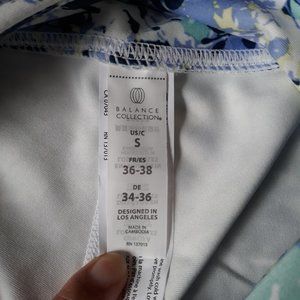 BALANCE
COLLECTION
US/C
S
FR/ES
36-38
DE
34-36
DESIGNED IN
LOS ANGELES
MADE IN
CAMBODIA
RN 137013
CA 07043
RN 137013